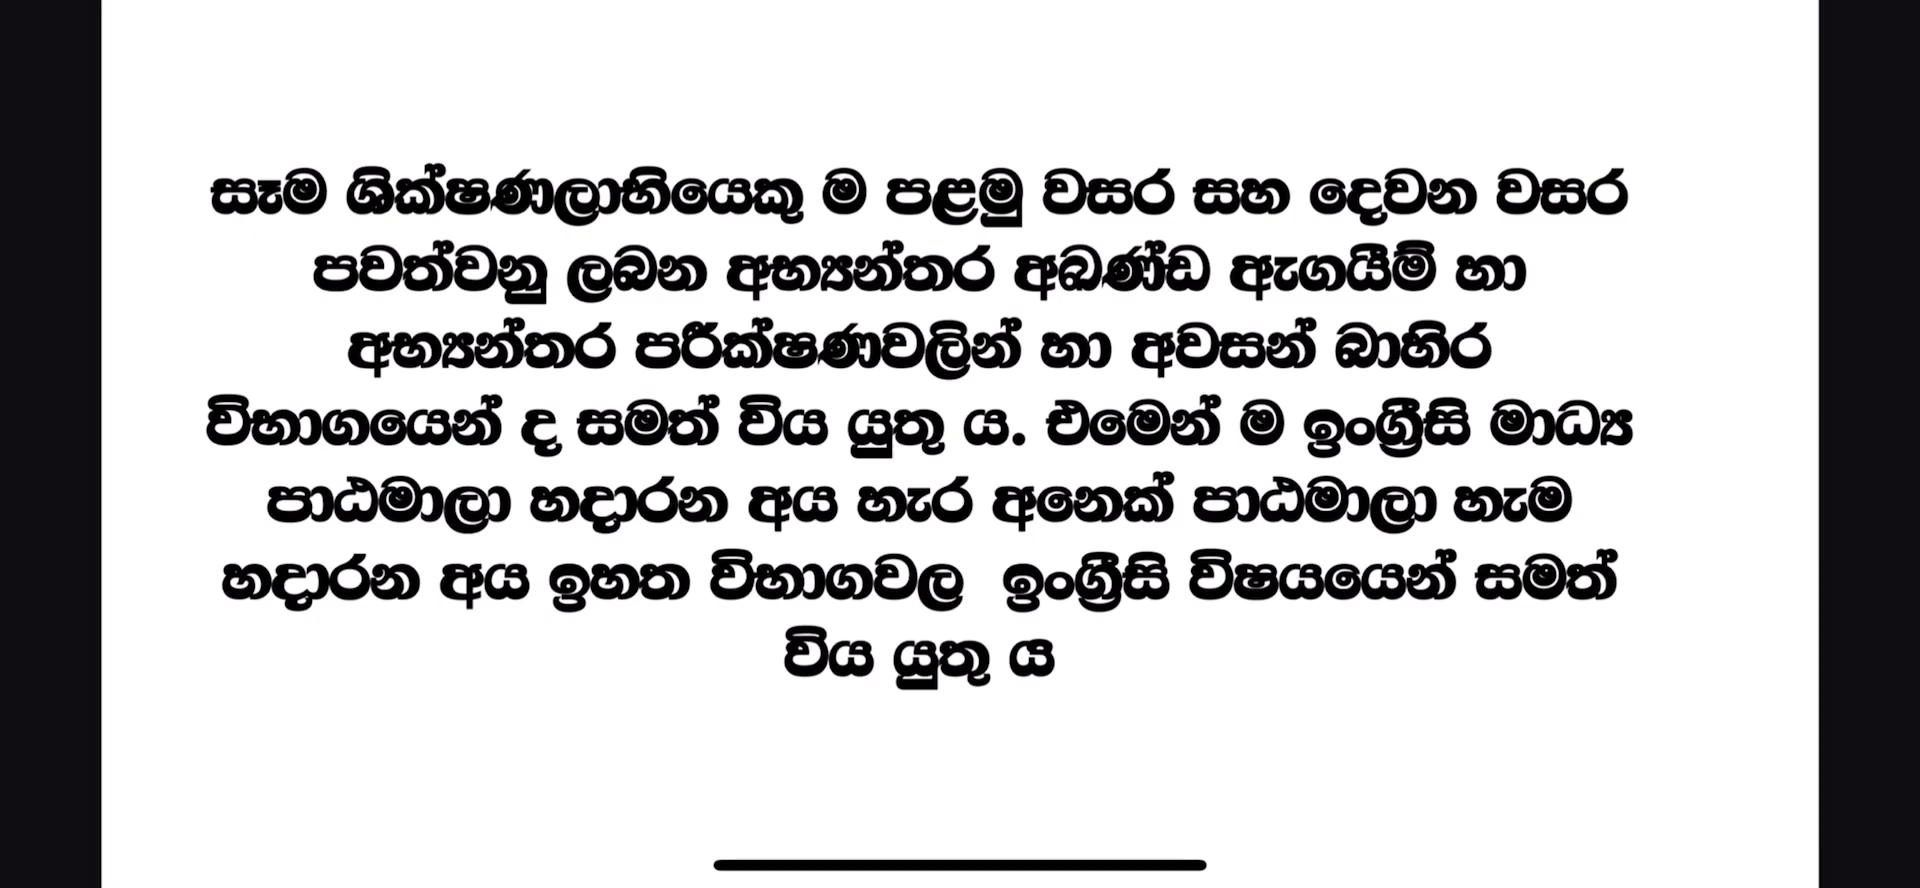 සෑම ශික්ෂණලාභියෙකු ම පළමු වසර සහ දෙවන වසර
පවත්වනු ලබන අභ්‍යන්තර අඛණ්ඩ ඇගයීම් හා
අභ්‍යන්තර පරීක්ෂණවලින් හා අවසන් බාහිර
විභාගයෙන් ද සමත් විය යුතු ය. එමෙන් ම ඉංග්‍රීසි මාධ්‍ය
පාඨමාලා හදාරන අය හැර අනෙක් පාඨමාලා හැම
හදාරන අය ඉහත විභාගවල  ඉංග්‍රීසි විෂයයෙන් සමත්
විය යුතු ය